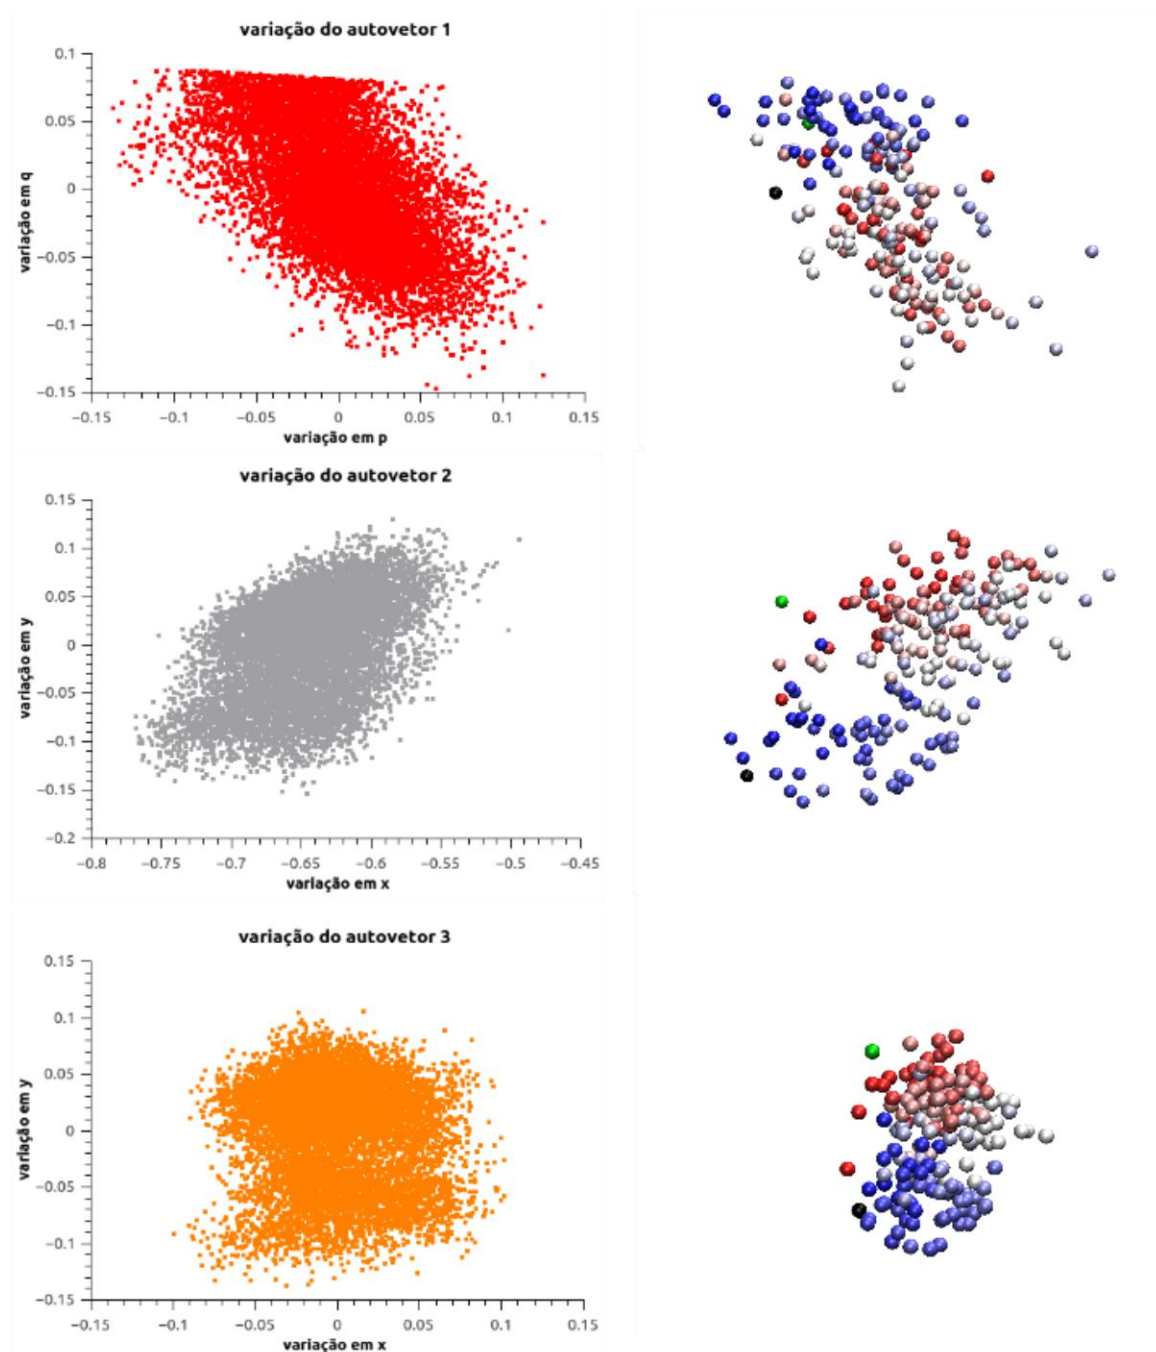 variação do autovetor 1
0.1
0.05
0
−0.05
−0.1
−0.15
variação em q
−0.15 −0.1 −0.05 0 0.05 0.1 0.15
variação em p
variação do autovetor 2
0.15
0.1
0.05
0
−0.05
−0.1
−0.15
−0.2
variação em y
−0.8 −0.75 −0.7 −0.65 −0.6 −0.55 −0.5 −0.45
variação em x
variação do autovetor 3
0.15
0.1
0.05
0
−0.05
−0.1
−0.15
variação em y
−0.15 −0.1 −0.05 0 0.05 0.1 0.15
variação em x